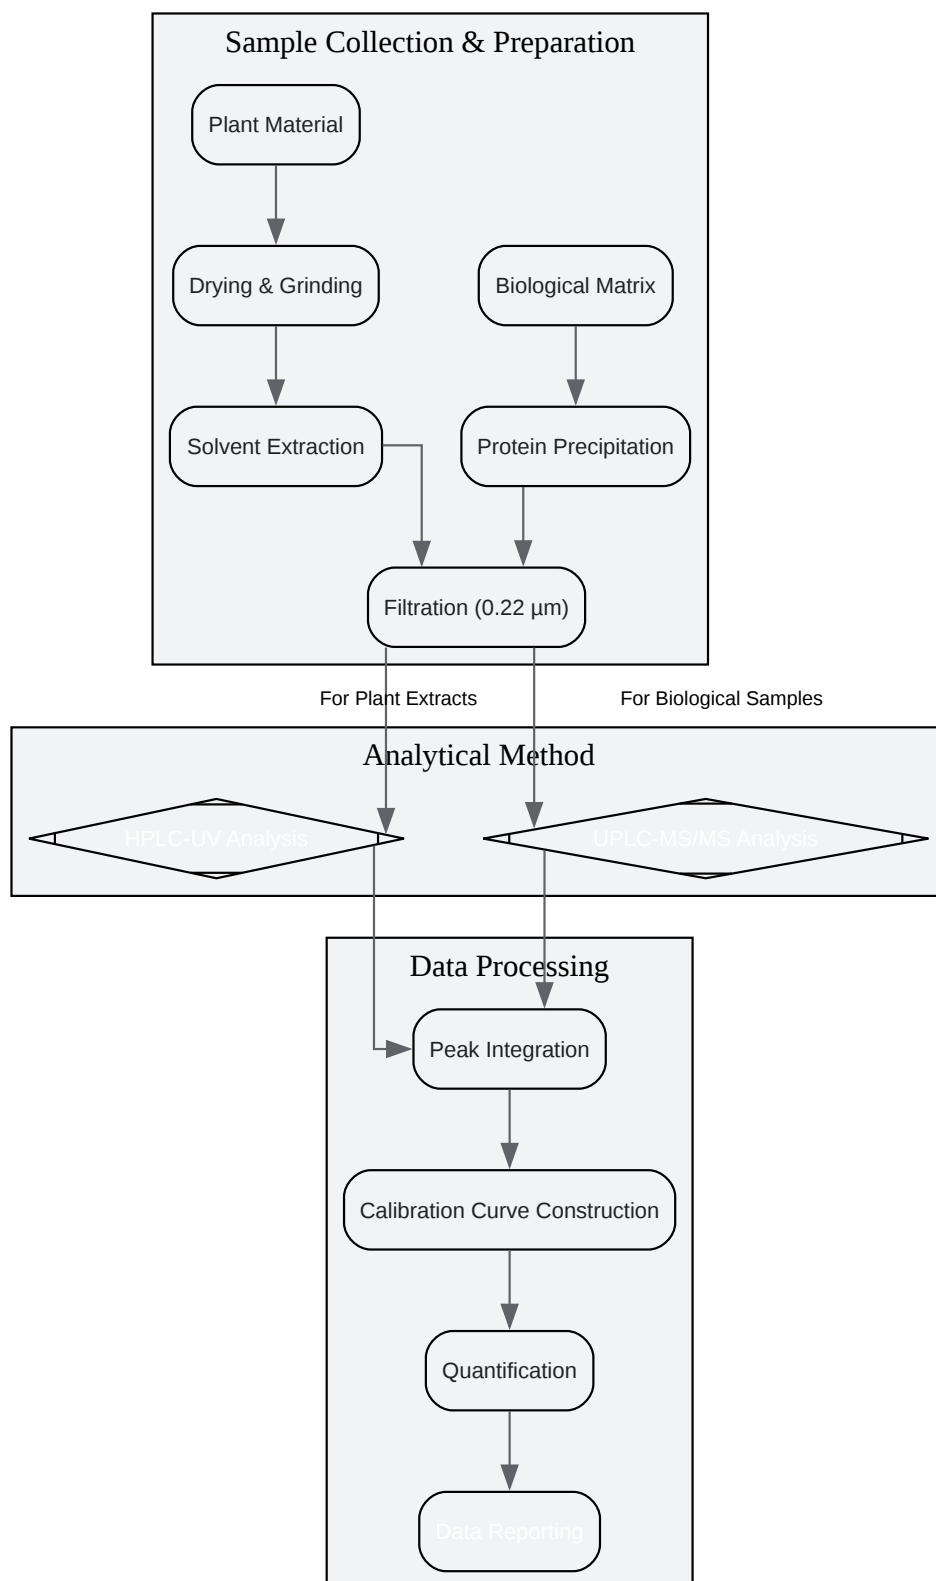 Sample Collection & Preparation
Plant Material
Drying & Grinding
Biological Matrix
Solvent Extraction
Protein Precipitation
Filtration (0.22 µm)
For Plant Extracts
For Biological Samples
Analytical Method
HPLC-UV Analysis
UPLC-MS/MS Analysis
Data Processing
Peak Integration
Calibration Curve Construction
Quantification
Data Reporting